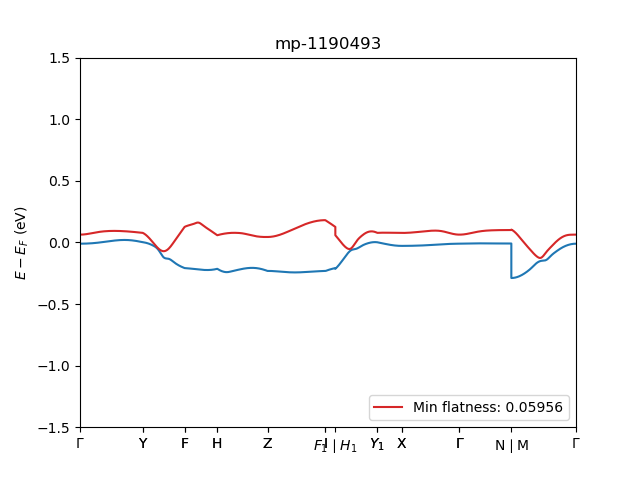 mp-1190493
1.5
1.0
0.5
0.0
−0.5
−1.0
−1.5
E − E_F (eV)
Min flatness: 0.05956
Γ Y F H Z I F₁ | H₁ Y₁ X Γ N | M Γ